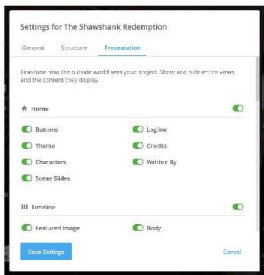 Settings for The Shawshank Redemption
General Structure Presentation
Fine-tune how the outside world sees your project. Show and hide entire views
and the content they display.
Home
Buttons Logline
Theme Credits
Characters Written By
Scene Slides
Timeline
Featured Image Body
Save Settings Cancel